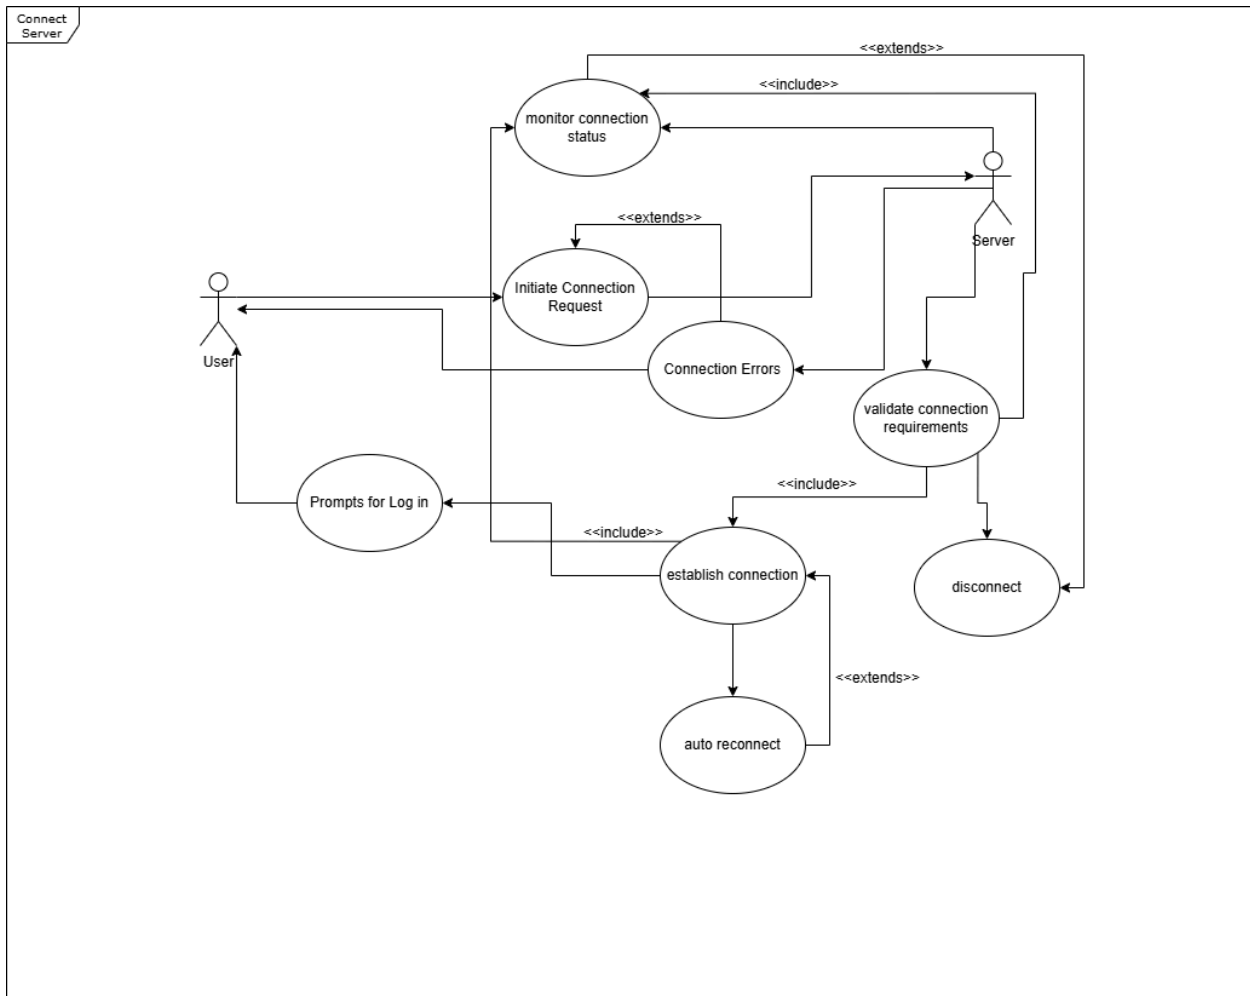 Connect
Server
<<extends>>
<<include>>
monitor connection
status
Server
<<extends>>
Initiate Connection
Request
User
Connection Errors
validate connection
requirements
<<include>>
Prompts for Log in
<<include>>
establish connection
disconnect
<<extends>>
auto reconnect